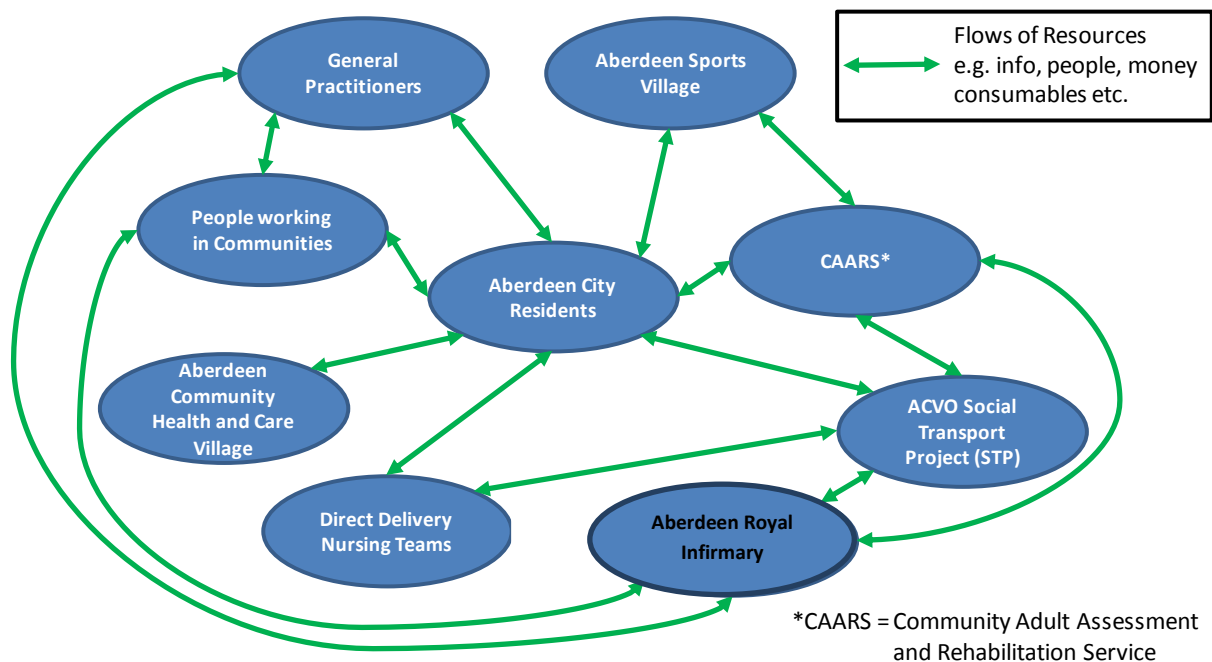 General
Practitioners
Aberdeen Sports
Village
Flows of Resources
e.g. info, people, money
consumables etc.
People working
in Communities
CAARS*
Aberdeen City
Residents
Aberdeen
Community
Health and Care
Village
ACVO Social
Transport
Project (STP)
Direct Delivery
Nursing Teams
Aberdeen Royal
Infirmary
*CAARS = Community Adult Assessment
and Rehabilitation Service